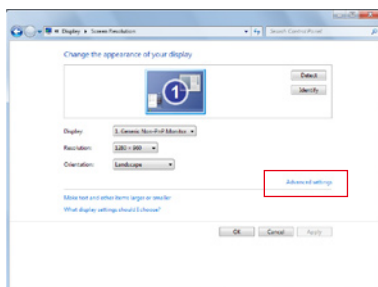 Display ▸ Screen Resolution
Search Control Panel
Change the appearance of your display
1
Detect
Identify
Display: 1. Generic Non-PnP Monitor
Resolution:
Orientation: Landscape
Advanced settings
Make text and other items larger or smaller
What display settings should I choose?
OK Cancel Apply